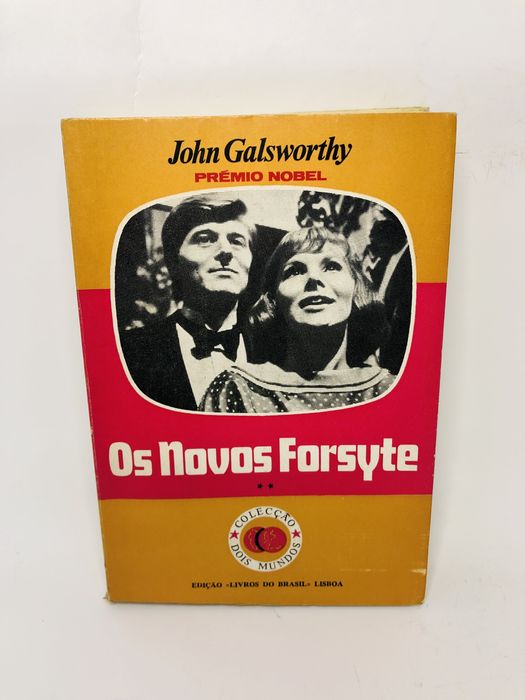 John Galsworthy
PRÉMIO NOBEL
Os Novos Forsyte
**
COLECÇÃO
DOIS MUNDOS
EDIÇÃO «LIVROS DO BRASIL» LISBOA